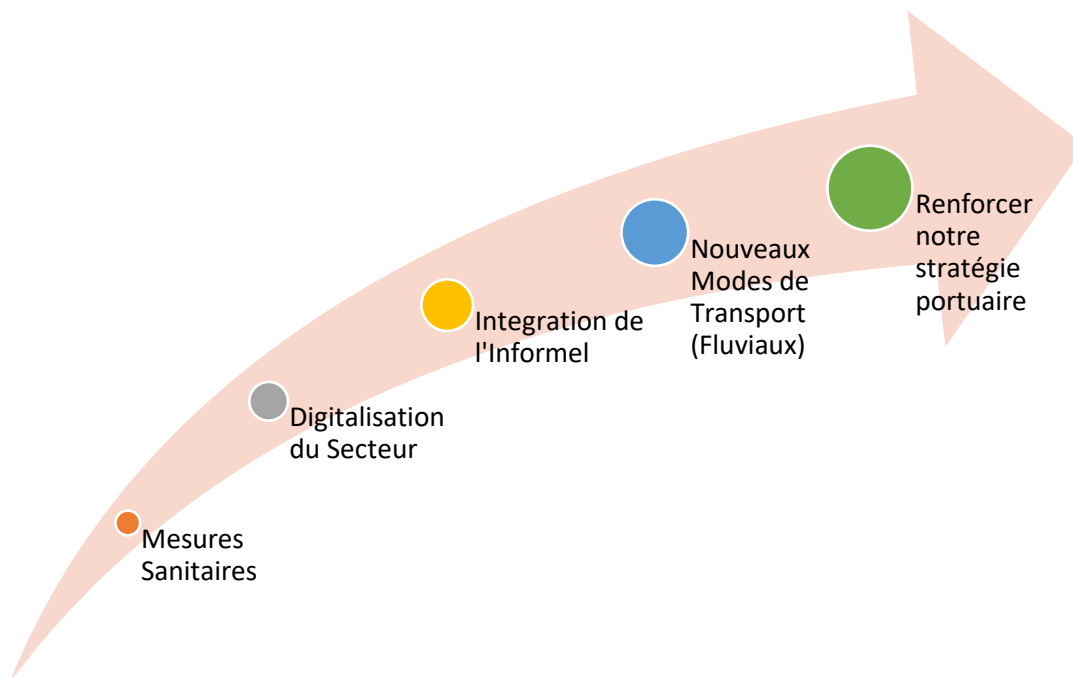 Mesures
Sanitaires
Digitalisation
du Secteur
Integration de
l'Informel
Nouveaux
Modes de
Transport
(Fluviaux)
Renforcer
notre
stratégie
portuaire